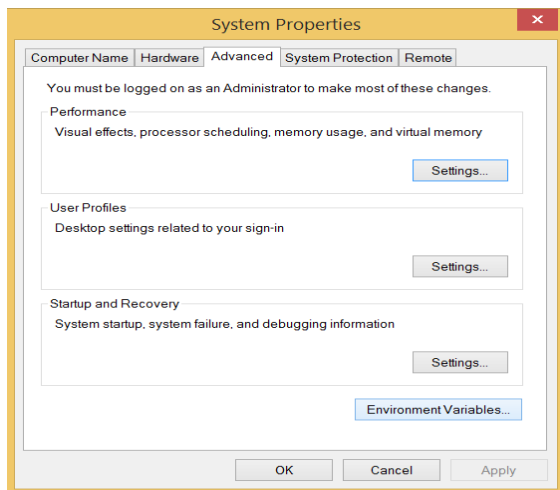 System Properties
Computer Name Hardware Advanced System Protection Remote
You must be logged on as an Administrator to make most of these changes.
Performance
Visual effects, processor scheduling, memory usage, and virtual memory
Settings...
User Profiles
Desktop settings related to your sign-in
Settings...
Startup and Recovery
System startup, system failure, and debugging information
Settings...
Environment Variables...
OK Cancel Apply